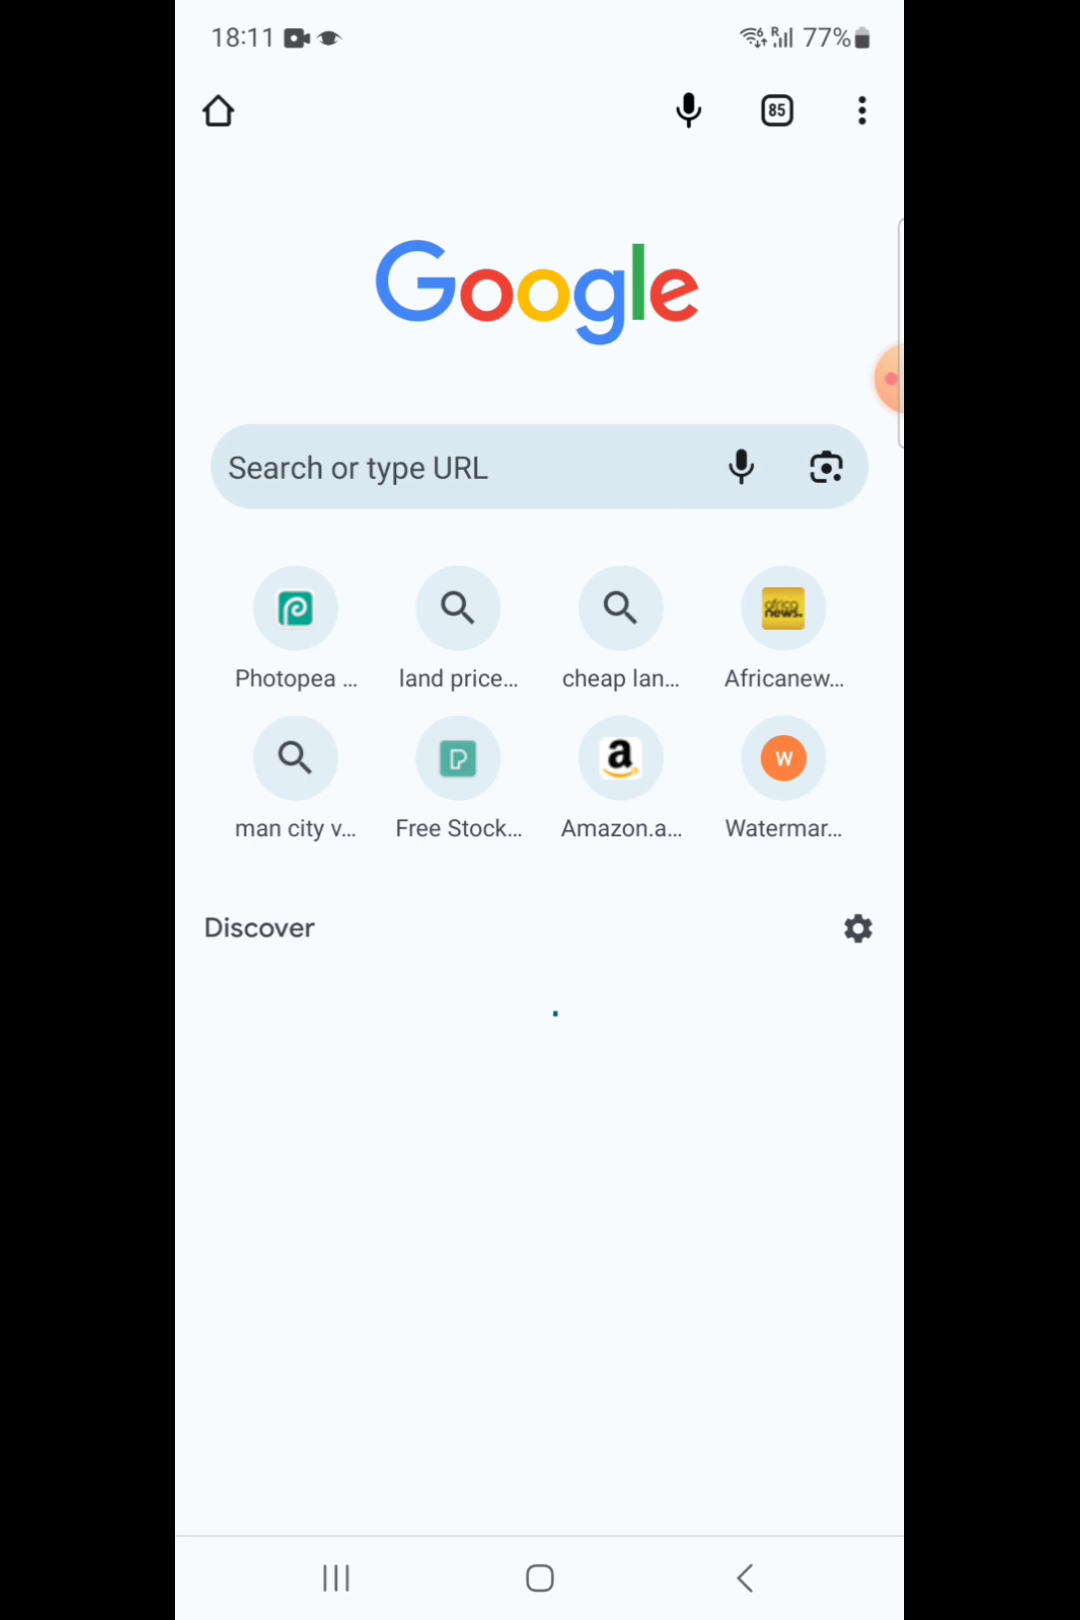 18:11 77%
85
Google
Search or type URL
Photopea ... land price... cheap lan... Africanew...
man city v... Free Stock... Amazon.a... Watermar...
Discover